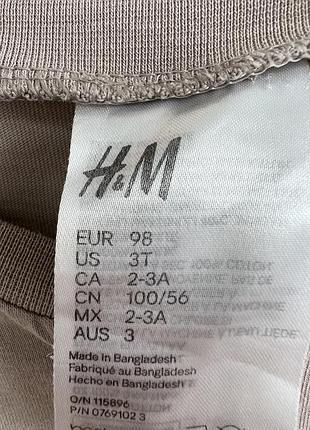 H&M
EUR 98
US 3T
CA 2-3A
CN 100/56
MX 2-3A
AUS 3
Made in Bangladesh
Fabriqué au Bangladesh
Hecho en Bangladesh
O/N 115896
P/N 0769102 3